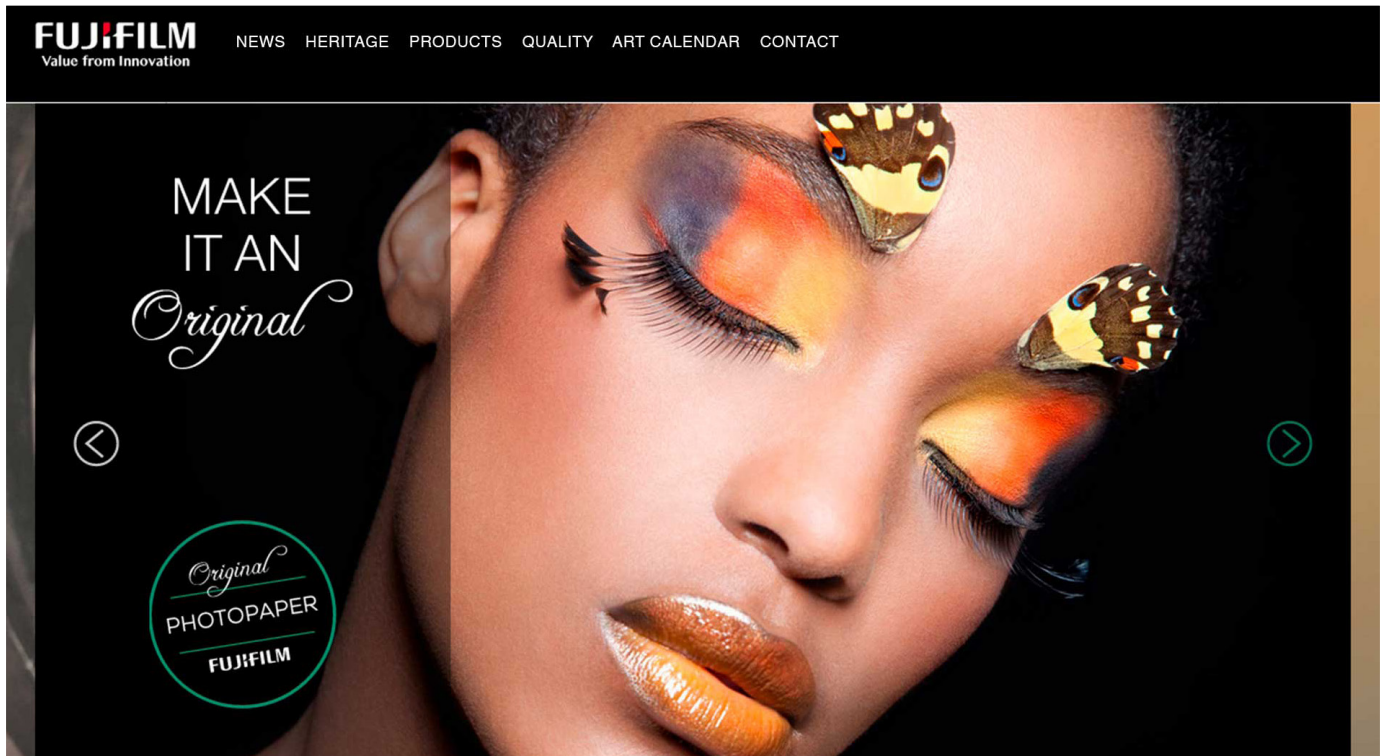 FUJIFILM
Value from Innovation
NEWS HERITAGE PRODUCTS QUALITY ART CALENDAR CONTACT
MAKE
IT AN
Original
Original
PHOTOPAPER
FUJIFILM